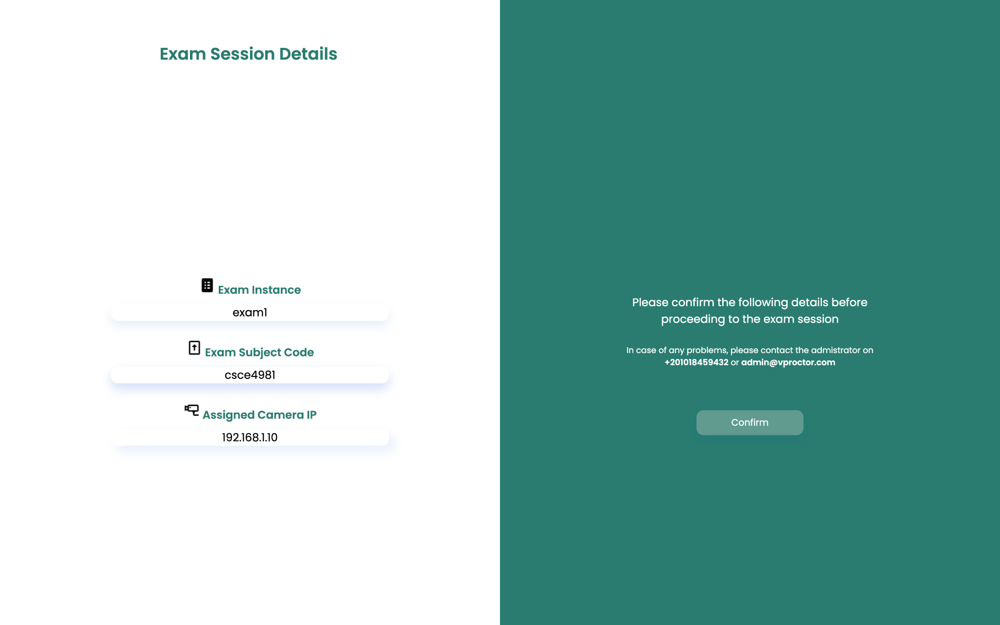 Exam Session Details
Exam Instance
exam1
Exam Subject Code
csce4981
Assigned Camera IP
192.168.1.10
Please confirm the following details before
proceeding to the exam session
In case of any problems, please contact the admistrator on
+201018459432 or admin@vproctor.com
Confirm